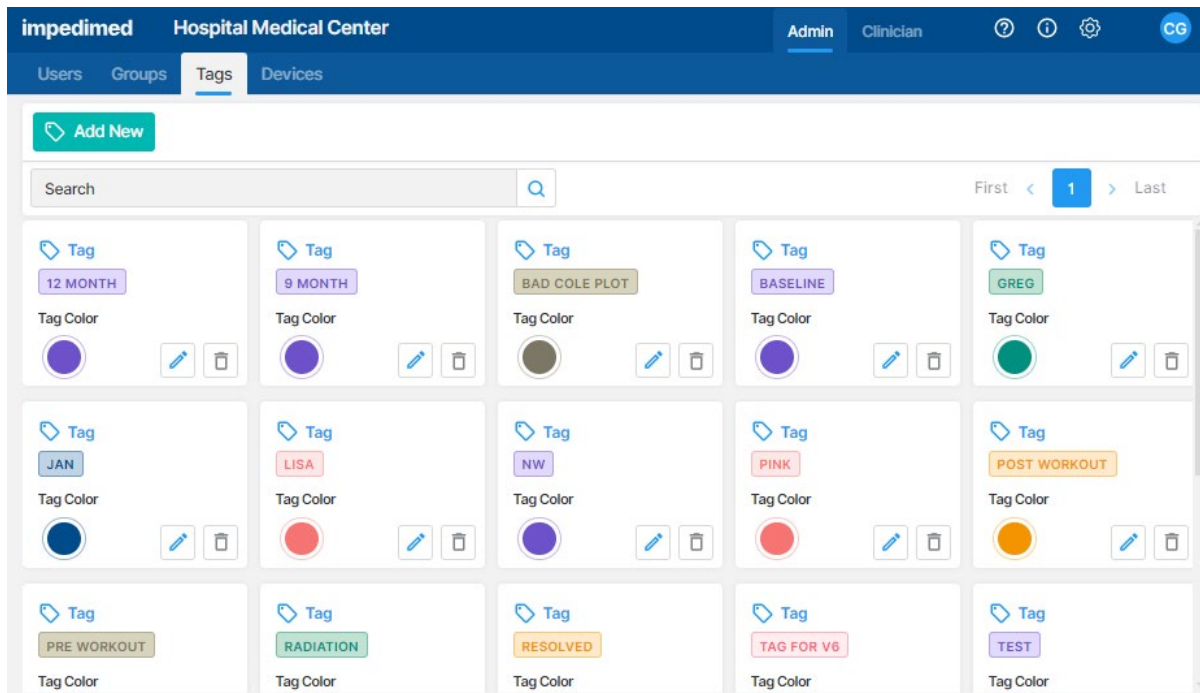 impedimed Hospital Medical Center Admin Clinician CG
Users Groups Tags Devices
Add New
Search First 1 Last
Tag Tag Tag Tag Tag
12 MONTH 9 MONTH BAD COLE PLOT BASELINE GREG
Tag Color Tag Color Tag Color Tag Color Tag Color
Tag Tag Tag Tag Tag
JAN LISA NW PINK POST WORKOUT
Tag Color Tag Color Tag Color Tag Color Tag Color
Tag Tag Tag Tag Tag
PRE WORKOUT RADIATION RESOLVED TAG FOR V6 TEST
Tag Color Tag Color Tag Color Tag Color Tag Color